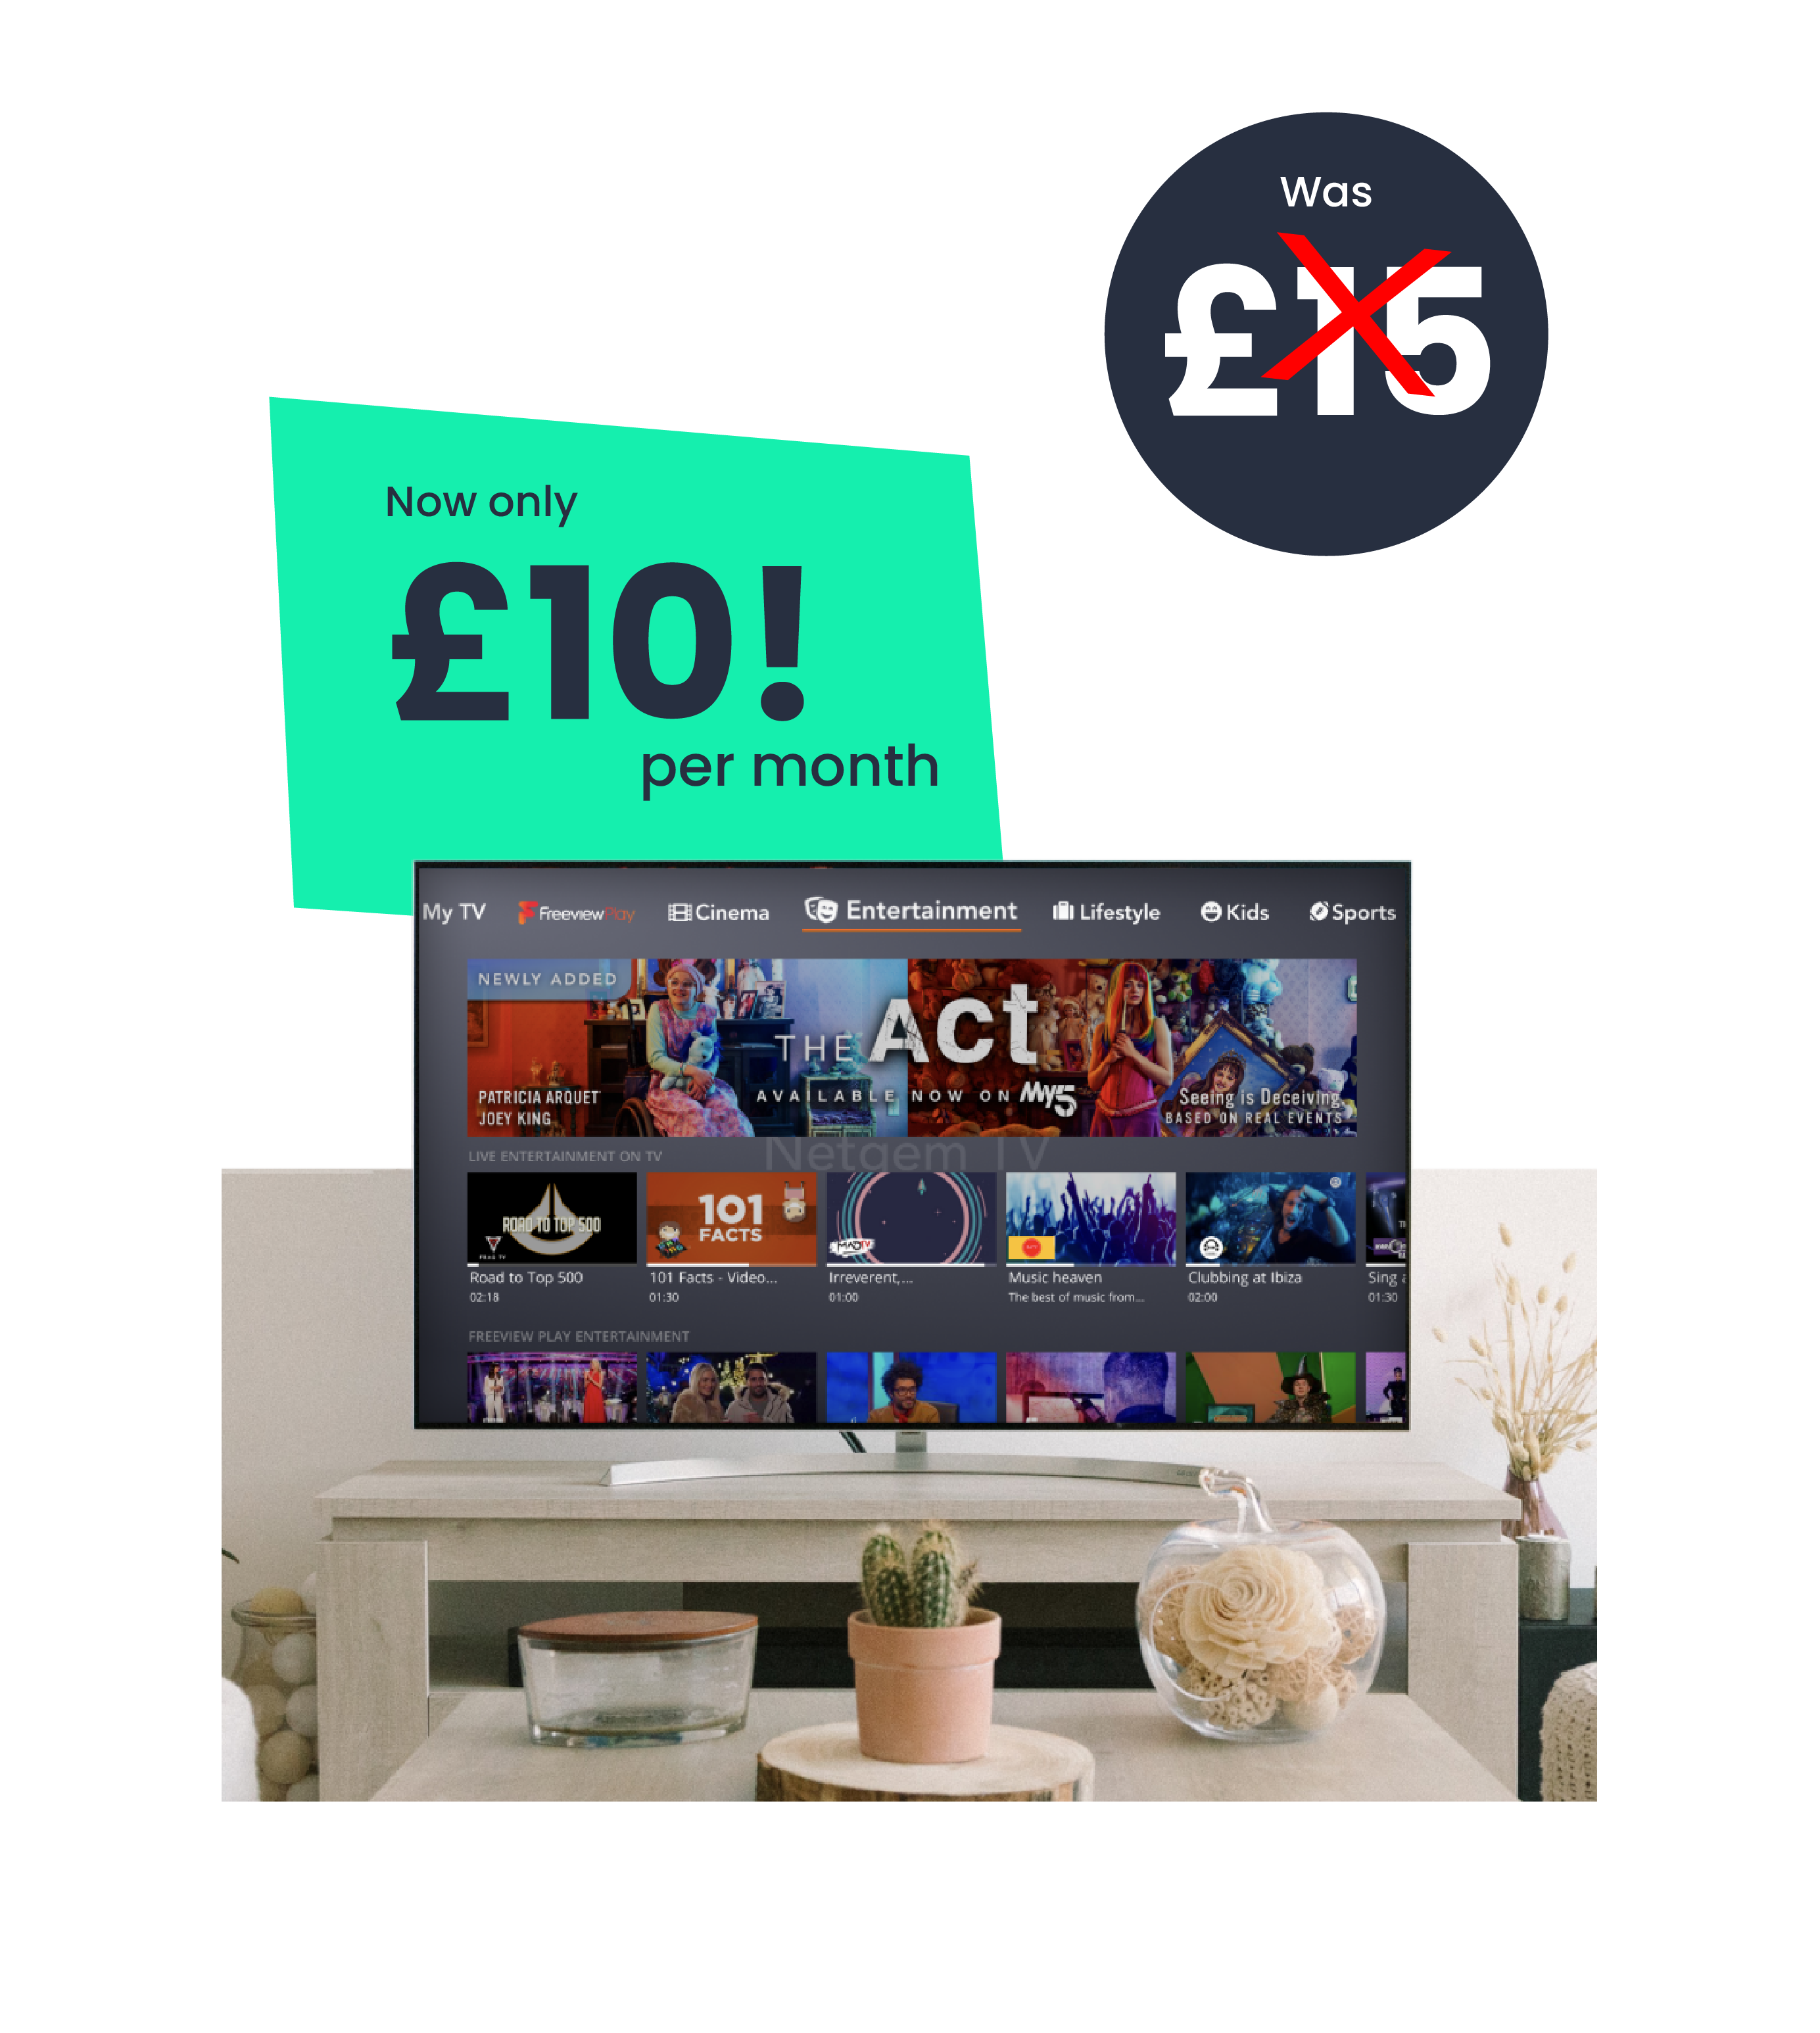 Was
£15
Now only
£10!
per month
My TV FreeviewPlay Cinema Entertainment Lifestyle Kids Sports
NEWLY ADDED
THE Act
AVAILABLE NOW ON My5
PATRICIA ARQUET
JOEY KING
Seeing is Deceiving
BASED ON REAL EVENTS
Netgem TV
LIVE ENTERTAINMENT ON TV
ROAD TO TOP 500
101
FACTS
Road to Top 500
02:18
101 Facts - Video...
01:30
Irreverent,...
01:00
Music heaven
The best of music from...
Clubbing at Ibiza
02:00
Sing
01:30
FREEVIEW PLAY ENTERTAINMENT